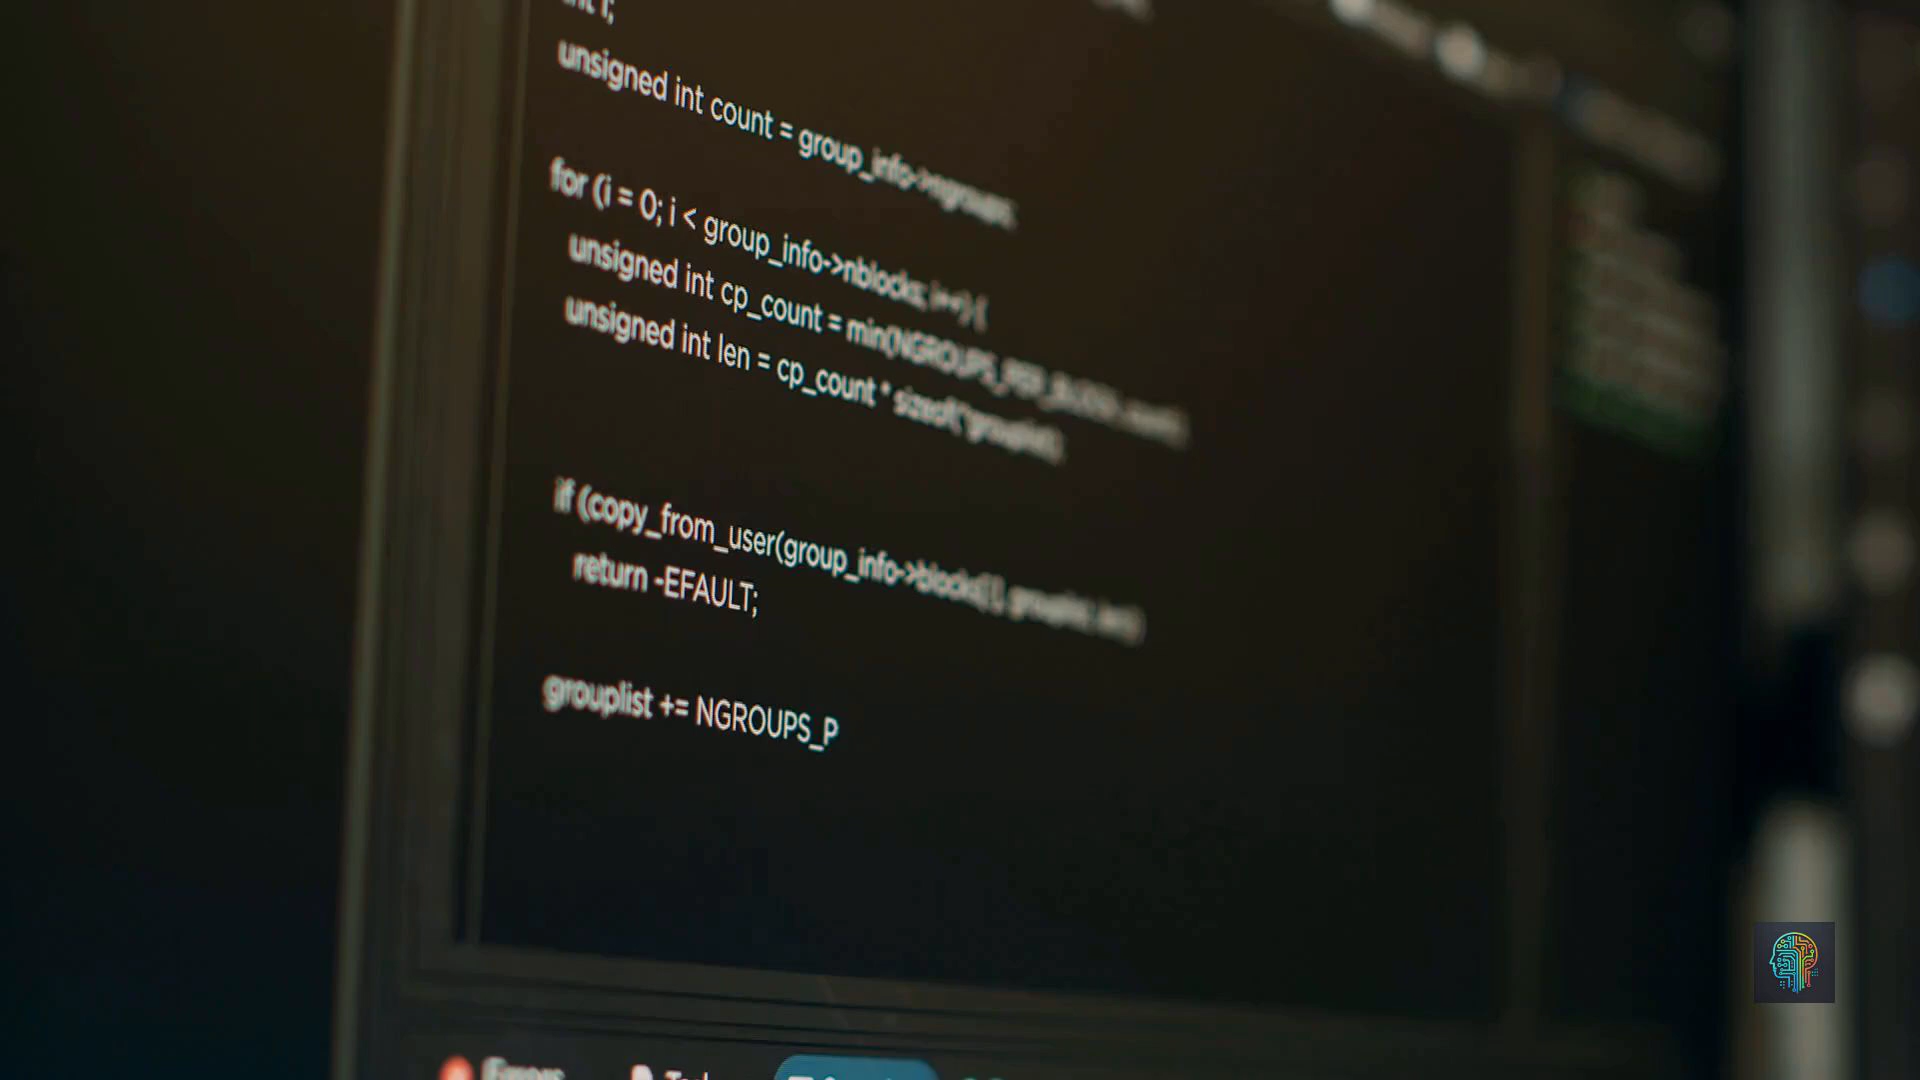 unsigned int count = group_info->ngroups;
for (i = 0; i < group_info->nblocks; i++) {
unsigned int cp_count = min(NGROUPS_PER_BLOCK, count);
unsigned int len = cp_count * sizeof(*grouplist);
if (copy_from_user(group_info->blocks[i], grouplist, len))
return -EFAULT;
grouplist += NGROUPS_P
Errors